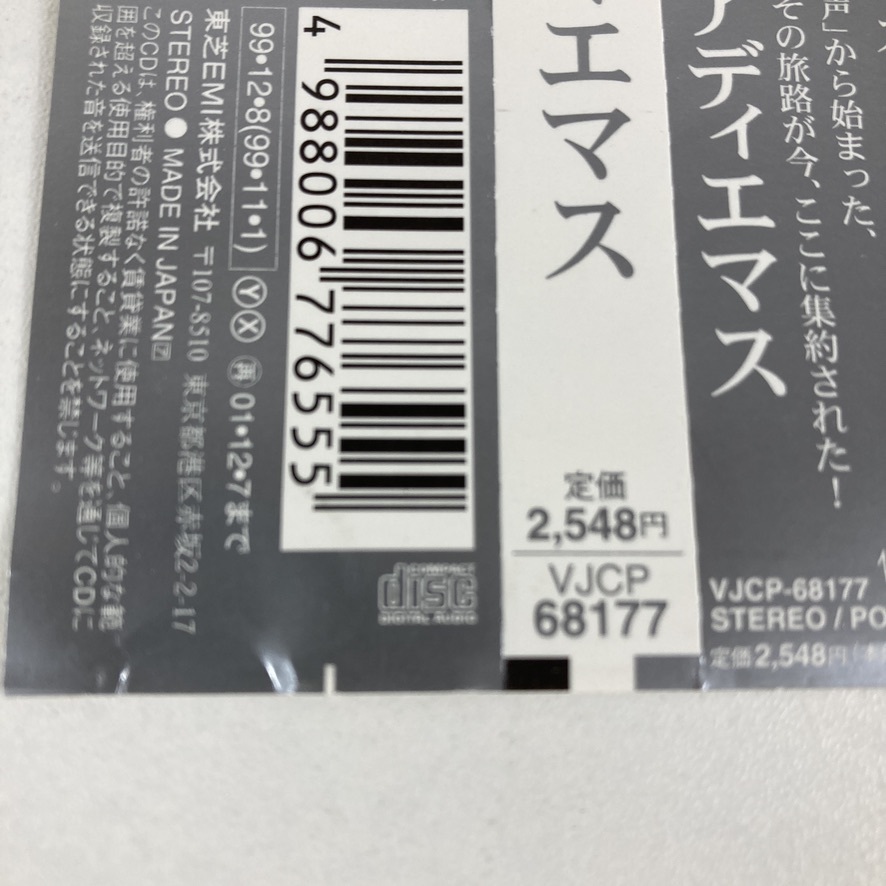 声」から始まった、
その旅路が今、ここに集約された！
アディエマス
VJCP-68177
STEREO / PO
定価2,548円
エマス
定価
2,548円
VJCP
68177
4 988006 776555
COMPACT
disc
DIGITAL AUDIO
99・12・8(99・11・1) Ⓨ Ⓧ ㊞01・12・7まで
東芝EMI株式会社 〒107-8510 東京都港区赤坂2-2-17
STEREO ● MADE IN JAPAN
このCDは、権利者の許諾なく賃貸業に使用すること、個人的な範
囲を超える使用目的で複製すること、ネットワーク等を通じてCDに
収録された音を送信できる状態にすることを禁じます。